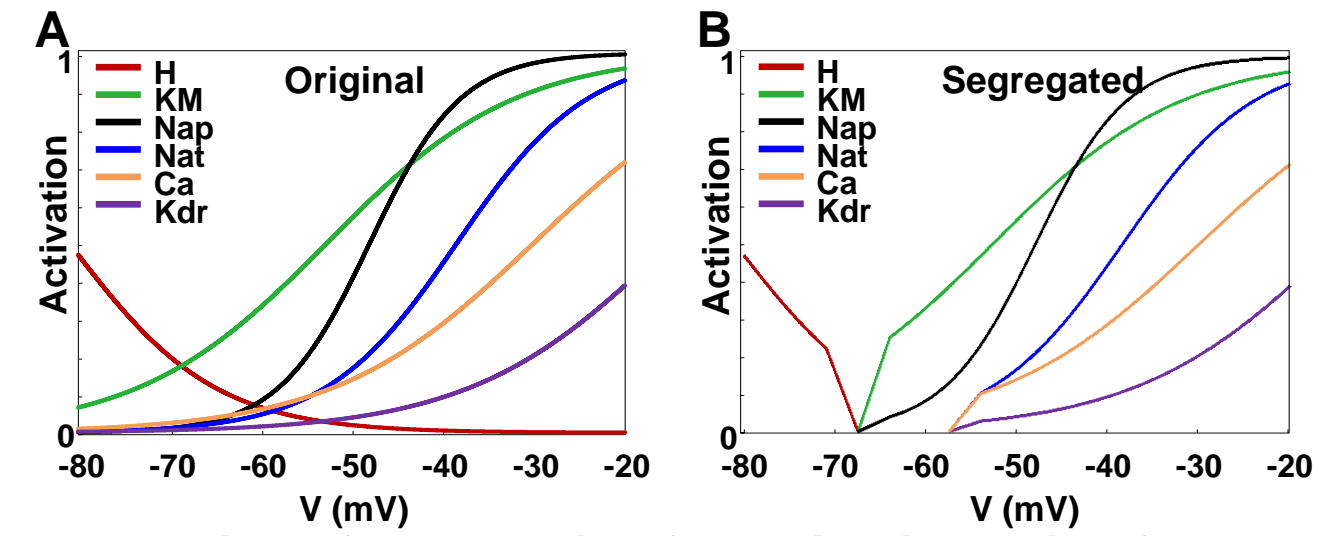 A
Original
1
H
KM
Nap
Nat
Ca
Kdr
Activation
0
-80 -70 -60 -50 -40 -30 -20
V (mV)
B
Segregated
1
H
KM
Nap
Nat
Ca
Kdr
Activation
0
-80 -70 -60 -50 -40 -30 -20
V (mV)